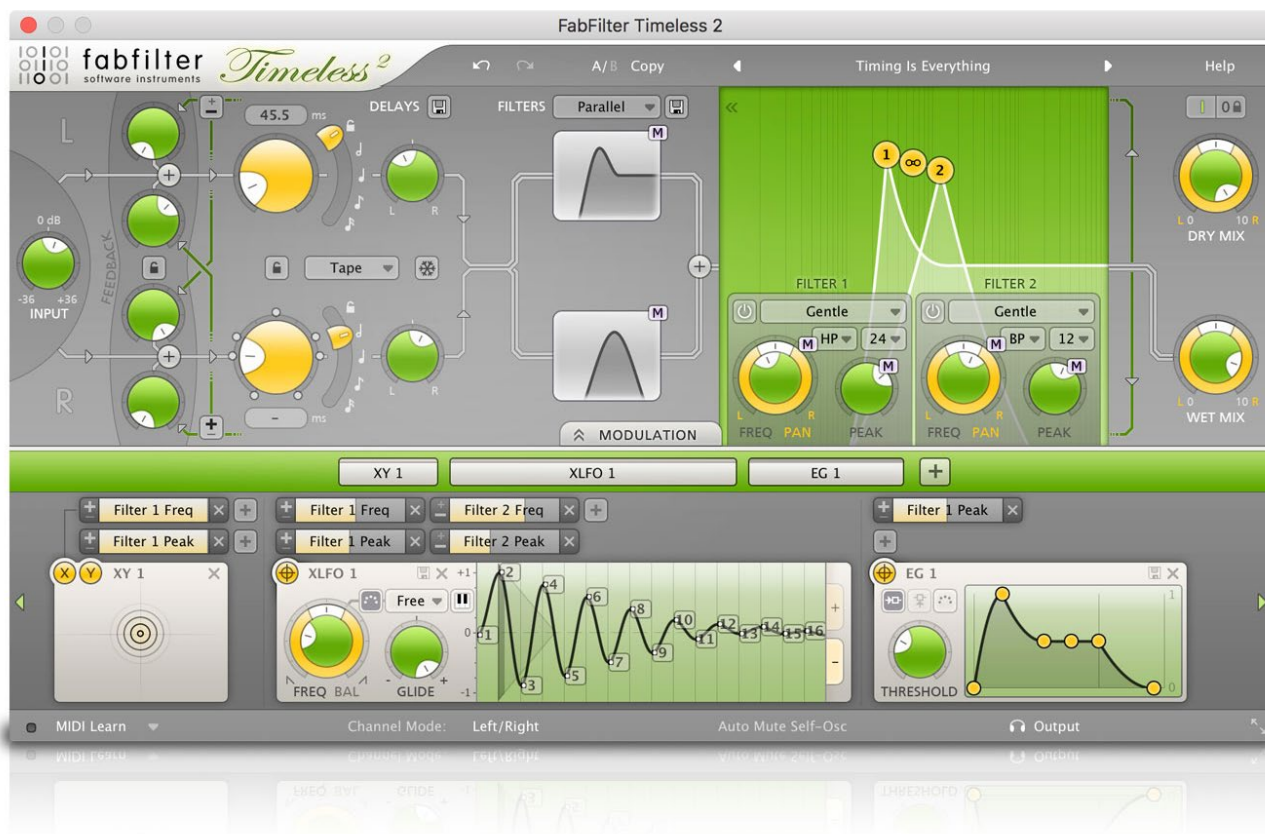 FabFilter Timeless 2
fabfilter
software instruments
Timeless 2
A/B Copy
Timing Is Everything
Help
L
45.5 ms
DELAYS
FILTERS
Parallel
M
1
2
0
L R
0 dB
-36 +36
INPUT
FEEDBACK
Tape
L 0 10 R
DRY MIX
M
R
- ms
L R
FILTER 1
Gentle
HP 24
M
M
L R
FREQ PAN PEAK
FILTER 2
Gentle
BP 12
M
M
L R
FREQ PAN PEAK
L 0 10 R
WET MIX
MODULATION
XY 1
XLFO 1
EG 1
Filter 1 Freq
Filter 1 Peak
Filter 1 Freq
Filter 2 Freq
Filter 1 Peak
Filter 2 Peak
Filter 1 Peak
X Y XY 1
XLFO 1
Free
FREQ BAL
- +
GLIDE
+1
0
-1
1 2 3 4 5 6 7 8 9 10 11 12 13 14 15 16
EG 1
THRESHOLD
1
0
MIDI Learn
Channel Mode: Left/Right
Auto Mute Self-Osc
Output